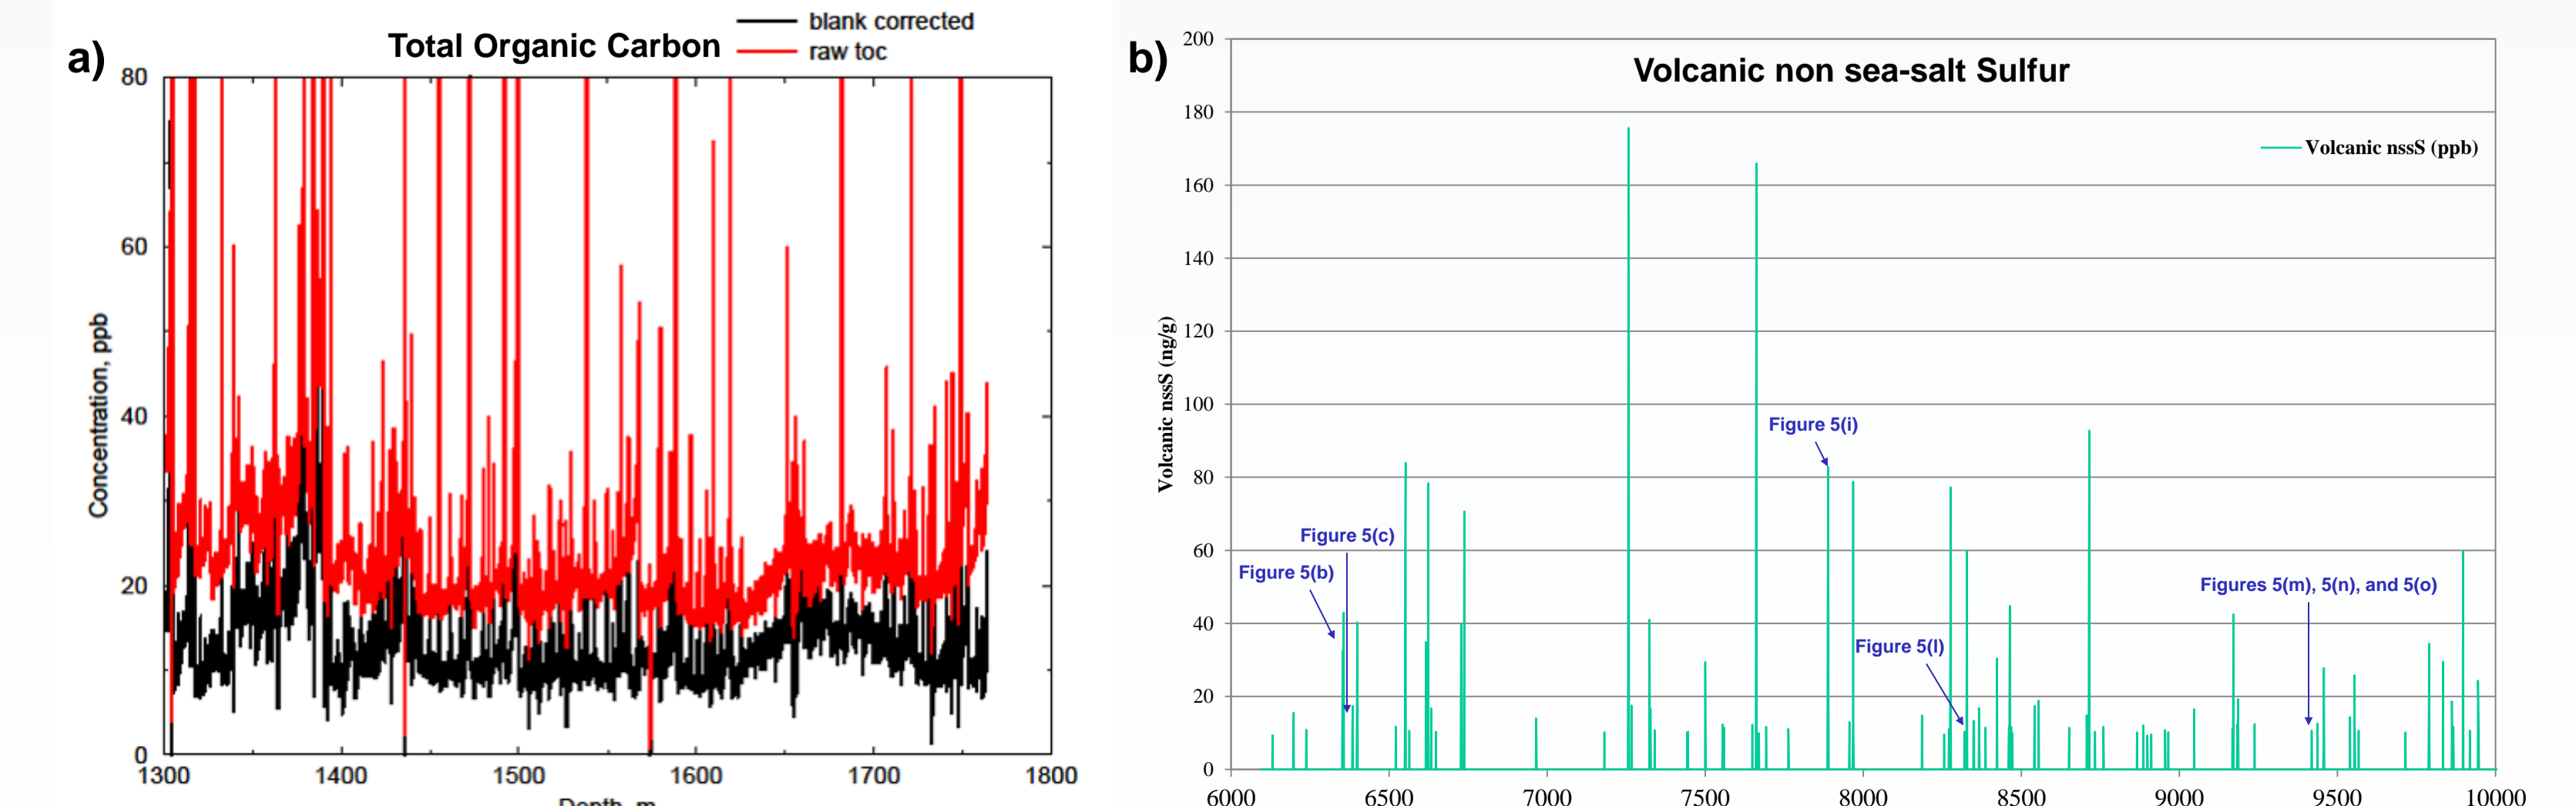 a)
Total Organic Carbon
blank corrected
raw toc
80
60
40
20
0
Concentration, ppb
1300
1400
1500
1600
1700
1800
Depth, m
b)
Volcanic non sea-salt Sulfur
Volcanic nssS (ppb)
200
180
160
140
120
100
80
60
40
20
0
Volcanic nssS (ng/g)
Figure 5(i)
Figure 5(c)
Figure 5(b)
Figures 5(m), 5(n), and 5(o)
Figure 5(l)
6000
6500
7000
7500
8000
8500
9000
9500
10000